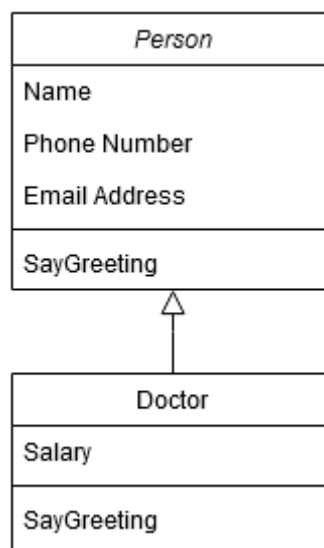 Person
Name
Phone Number
Email Address
SayGreeting
Doctor
Salary
SayGreeting